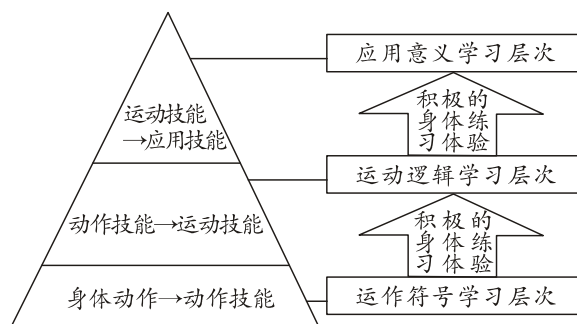 应用意义学习层次
积极的
身体练
习体验
运动技能
→应用技能
运动逻辑学习层次
动作技能→运动技能
积极的
身体练
习体验
身体动作→动作技能
运作符号学习层次